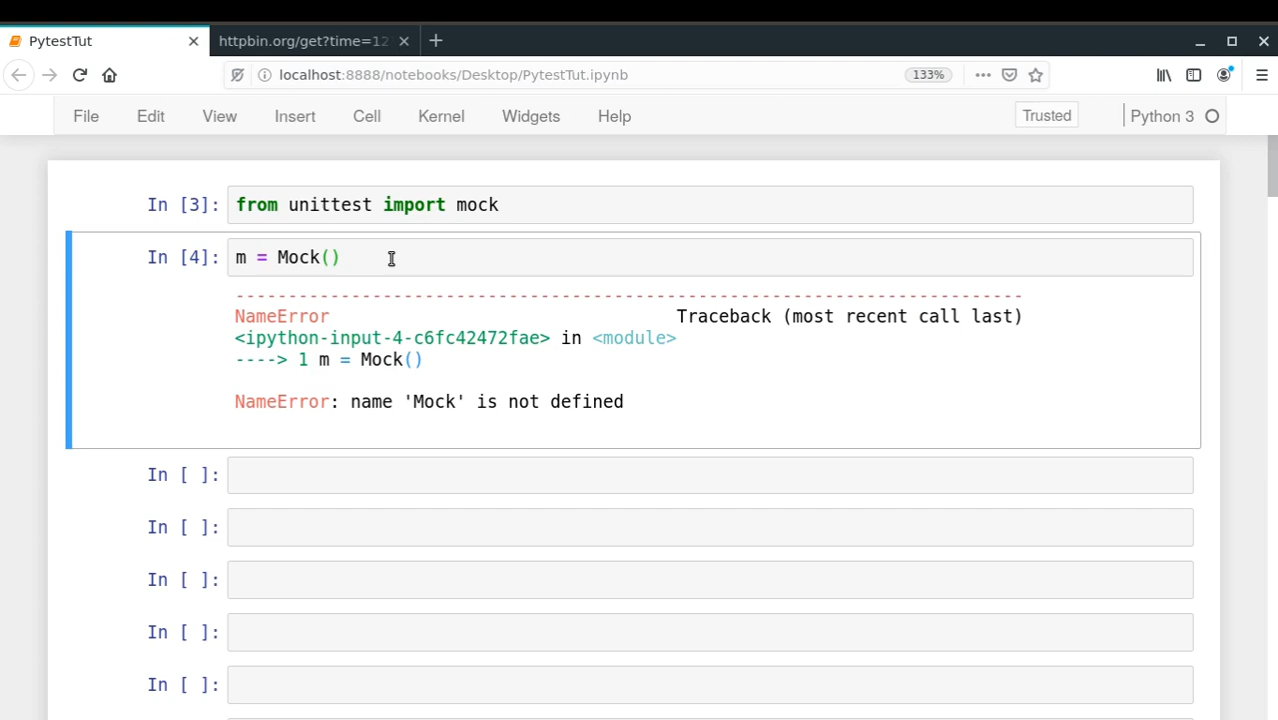 PytestTut
httpbin.org/get?time=12
localhost:8888/notebooks/Desktop/PytestTut.ipynb
133%
File Edit View Insert Cell Kernel Widgets Help
Trusted
Python 3
In [3]: from unittest import mock
In [4]: m = Mock()
---------------------------------------------------------------------------
NameError Traceback (most recent call last)
<ipython-input-4-c6fc42472fae> in <module>
----> 1 m = Mock()
NameError: name 'Mock' is not defined
In [ ]:
In [ ]:
In [ ]:
In [ ]:
In [ ]: